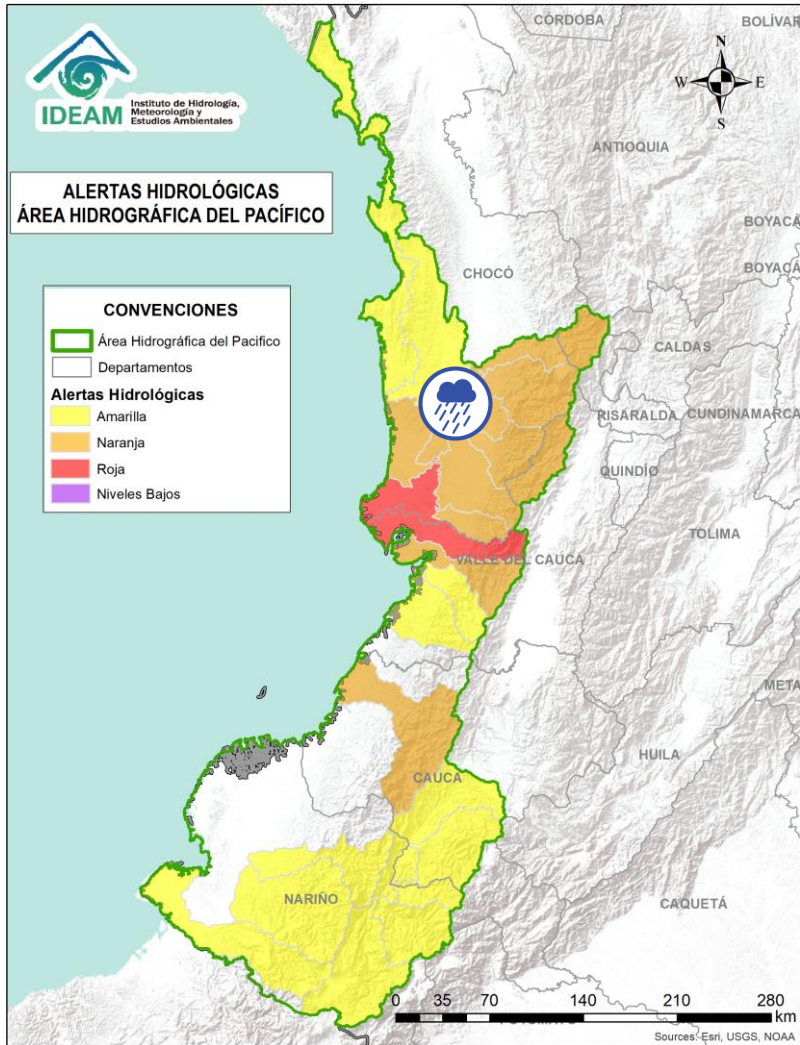 IDEAM
Instituto de Hidrología,
Meteorología y
Estudios Ambientales
CÓRDOBA
BOLÍVAR
N
W
E
S
ANTIOQUIA
ALERTAS HIDROLÓGICAS
ÁREA HIDROGRÁFICA DEL PACÍFICO
BOYACÁ
CHOCÓ
BOYACÁ
CONVENCIONES
Área Hidrográfica del Pacifico
Departamentos
Alertas Hidrológicas
Amarilla
Naranja
Roja
Niveles Bajos
CALDAS
RISARALDA
CUNDINAMARCA
QUINDÍO
TOLIMA
VALLE DEL CAUCA
META
HUILA
CAUCA
NARIÑO
CAQUETÁ
0 35 70 140 210 280
km
Sources: Esri, USGS, NOAA